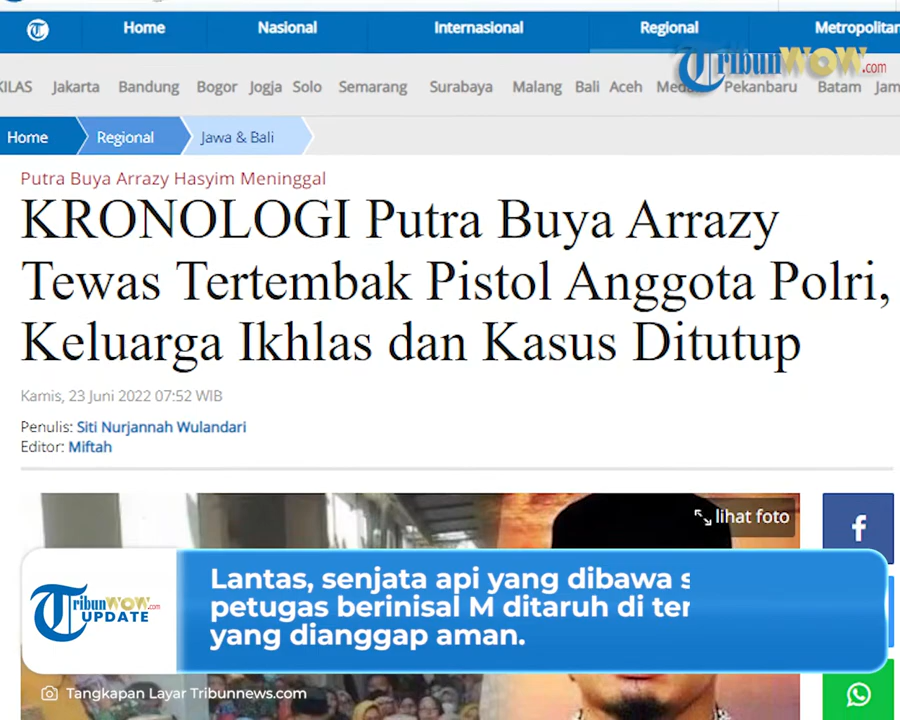 Home Nasional Internasional Regional Metropolitan
KILAS Jakarta Bandung Bogor Jogja Solo Semarang Surabaya Malang Bali Aceh Medan Pekanbaru Batam Jam
TribunWOW.com
Home Regional Jawa & Bali
Putra Buya Arrazy Hasyim Meninggal
KRONOLOGI Putra Buya Arrazy
Tewas Tertembak Pistol Anggota Polri,
Keluarga Ikhlas dan Kasus Ditutup
Kamis, 23 Juni 2022 07:52 WIB
Penulis: Siti Nurjannah Wulandari
Editor: Miftah
lihat foto
TribunWOW.com
UPDATE
Lantas, senjata api yang dibawa s
petugas berinisal M ditaruh di ter
yang dianggap aman.
Tangkapan Layar Tribunnews.com